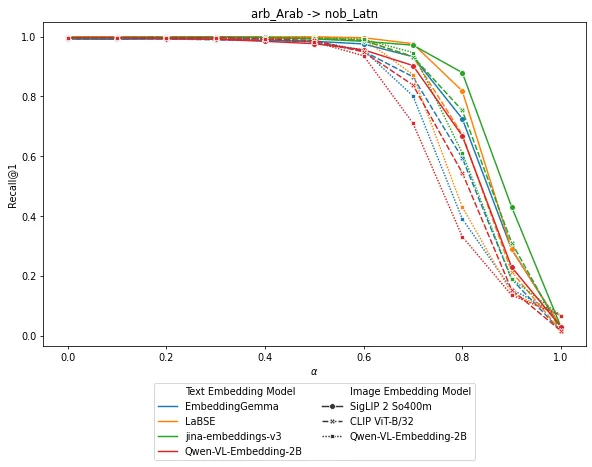 arb_Arab -> nob_Latn
1.0
0.8
0.6
0.4
0.2
0.0
Recall@1
0.0 0.2 0.4 0.6 0.8 1.0
α
Text Embedding Model Image Embedding Model
EmbeddingGemma SigLIP 2 So400m
LaBSE CLIP ViT-B/32
jina-embeddings-v3 Qwen-VL-Embedding-2B
Qwen-VL-Embedding-2B